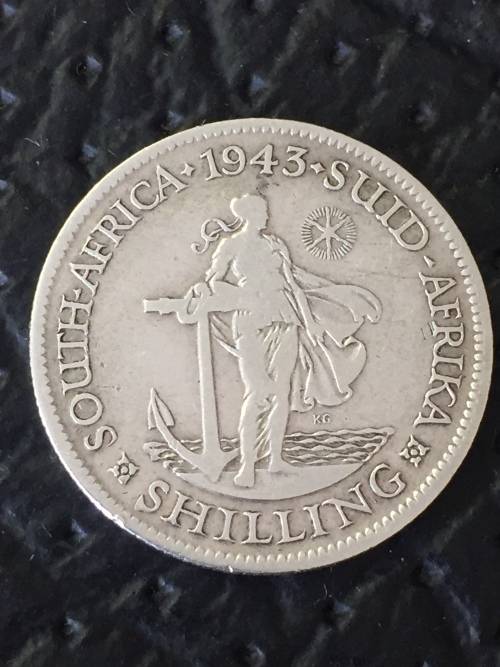 SOUTH-AFRICA · 1943 · SUID-AFRIKA
KG
SHILLING